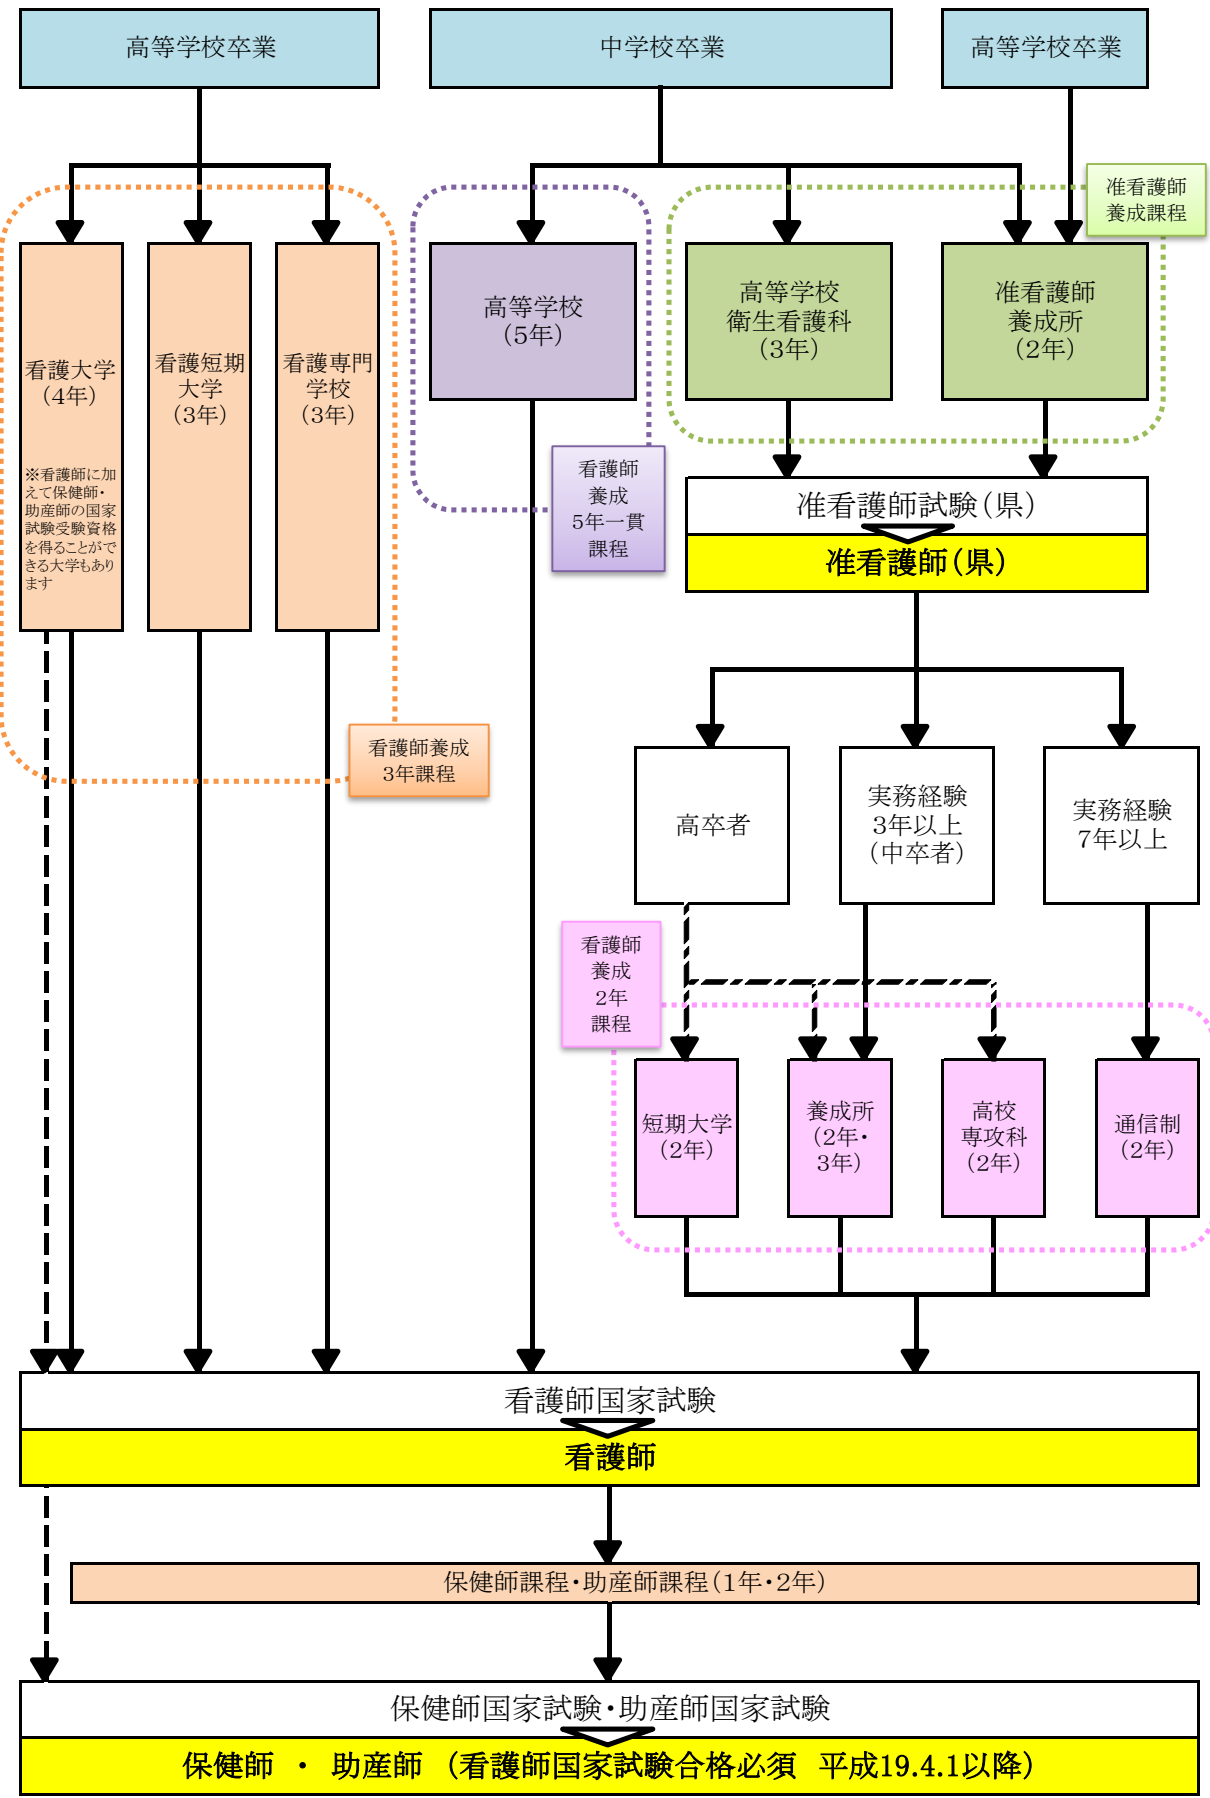 高等学校卒業
中学校卒業
高等学校卒業
准看護師
養成課程
看護大学
（4年）
※看護師に加
えて保健師・
助産師の国家
試験受験資格
を得ることがで
きる大学もあり
ます
看護短期
大学
（3年）
看護専門
学校
（3年）
高等学校
（5年）
高等学校
衛生看護科
（3年）
准看護師
養成所
（2年）
看護師
養成
5年一貫
課程
准看護師試験（県）
准看護師（県）
看護師養成
3年課程
高卒者
実務経験
3年以上
（中卒者）
実務経験
7年以上
看護師
養成
2年
課程
短期大学
（2年）
養成所
（2年・
3年）
高校
専攻科
（2年）
通信制
（2年）
看護師国家試験
看護師
保健師課程・助産師課程（1年・2年）
保健師国家試験・助産師国家試験
保健師　・　助産師　（看護師国家試験合格必須　平成19.4.1以降）